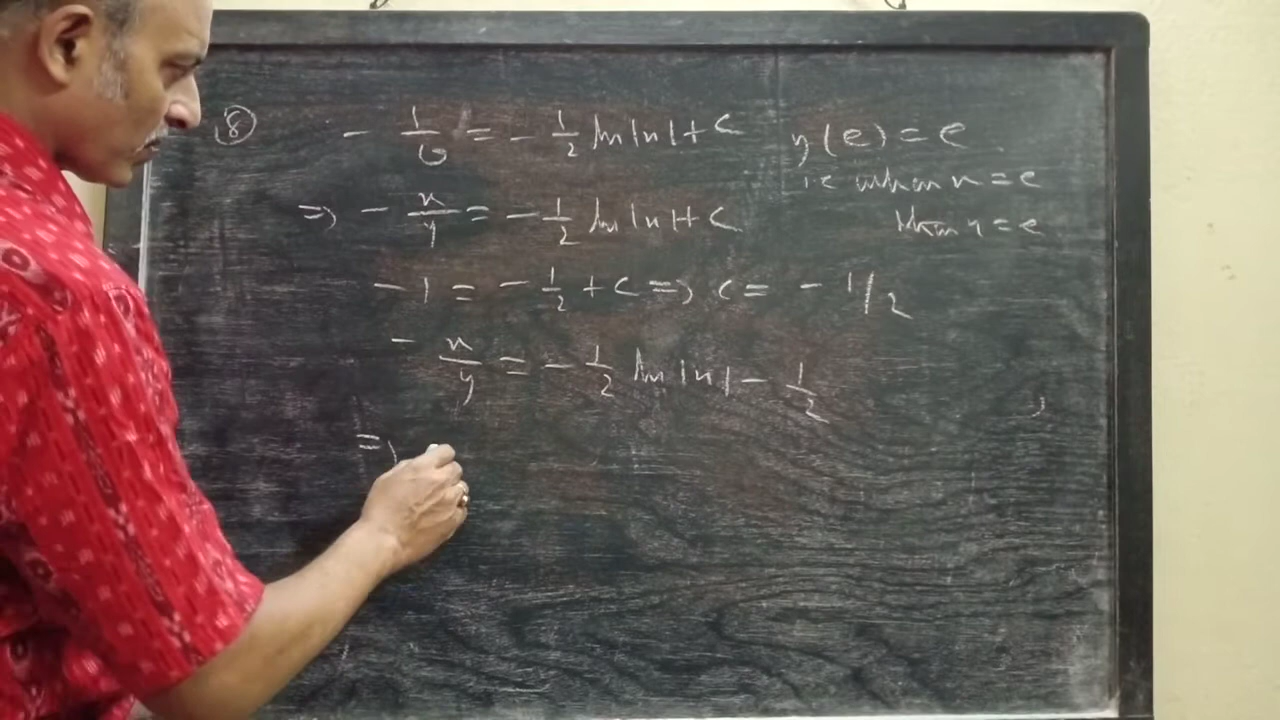 ⑧ - 1/v = - 1/2 ln|x| + c
y(e) = e
i.e when x = e
then y = e
=> - x/y = - 1/2 ln|x| + c
- 1 = - 1/2 + c => c = - 1/2
- x/y = - 1/2 ln|x| - 1/2
=>